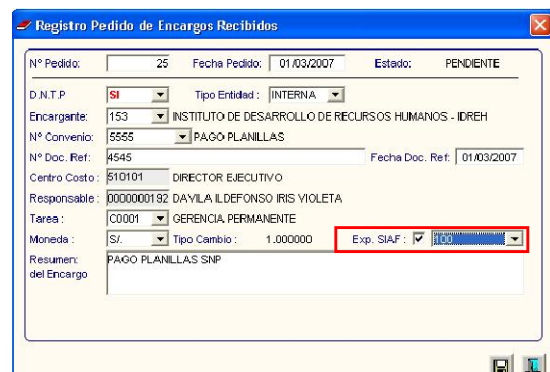 Registro Pedido de Encargos Recibidos
Nº Pedido: 25 Fecha Pedido: 01/03/2007 Estado: PENDIENTE
D.N.T.P SI Tipo Entidad : INTERNA
Encargante: 153 INSTITUTO DE DESARROLLO DE RECURSOS HUMANOS - IDREH
Nº Convenio: 5555 PAGO PLANILLAS
Nº Doc. Ref: 4545 Fecha Doc. Ref: 01/03/2007
Centro Costo : 510101 DIRECTOR EJECUTIVO
Responsable : 0000000192 DAVILA ILDEFONSO IRIS VIOLETA
Tarea : C0001 GERENCIA PERMANENTE
Moneda : S/. Tipo Cambio : 1.000000 Exp. SIAF : 100
Resumen: PAGO PLANILLAS SNP
del Encargo